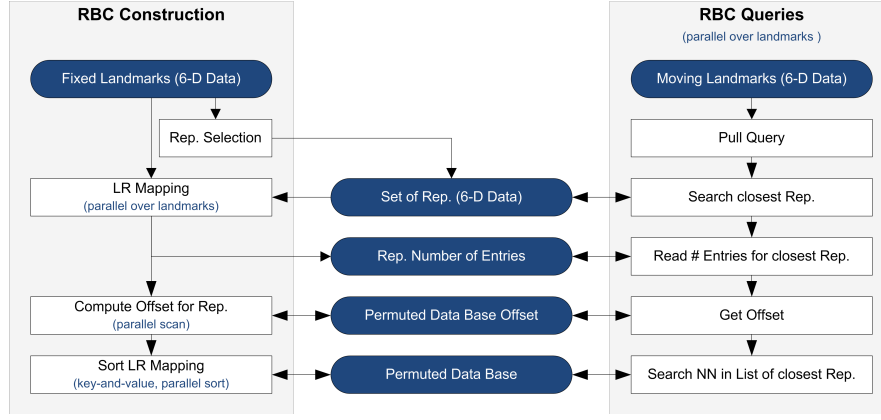 RBC Construction
RBC Queries
(parallel over landmarks )
Fixed Landmarks (6-D Data)
Moving Landmarks (6-D Data)
Rep. Selection
Pull Query
LR Mapping
(parallel over landmarks)
Set of Rep. (6-D Data)
Search closest Rep.
Rep. Number of Entries
Read # Entries for closest Rep.
Compute Offset for Rep.
(parallel scan)
Permuted Data Base Offset
Get Offset
Sort LR Mapping
(key-and-value, parallel sort)
Permuted Data Base
Search NN in List of closest Rep.